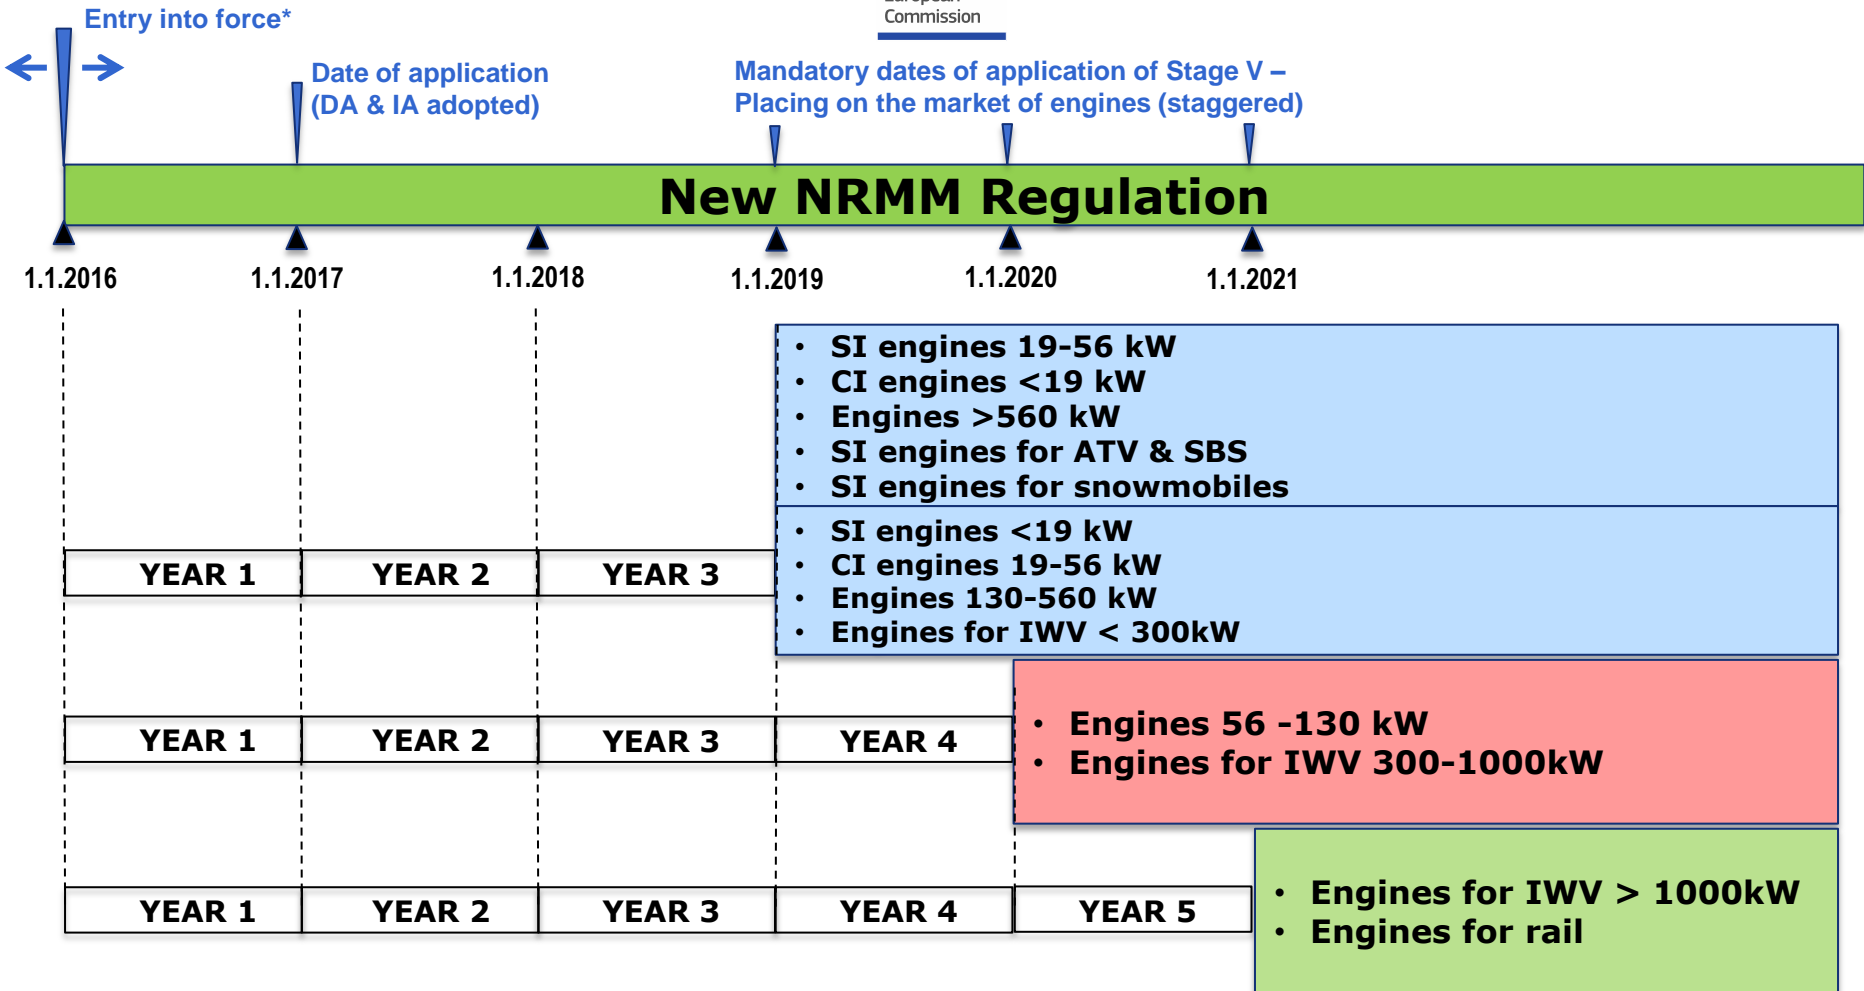 Entry into force*
European
Commission
Date of application
(DA & IA adopted)
Mandatory dates of application of Stage V –
Placing on the market of engines (staggered)
New NRMM Regulation
1.1.2016
1.1.2017
1.1.2018
1.1.2019
1.1.2020
1.1.2021
• SI engines 19-56 kW
• CI engines <19 kW
• Engines >560 kW
• SI engines for ATV & SBS
• SI engines for snowmobiles
• SI engines <19 kW
• CI engines 19-56 kW
• Engines 130-560 kW
• Engines for IWV < 300kW
YEAR 1
YEAR 2
YEAR 3
• Engines 56 -130 kW
• Engines for IWV 300-1000kW
YEAR 1
YEAR 2
YEAR 3
YEAR 4
• Engines for IWV > 1000kW
• Engines for rail
YEAR 1
YEAR 2
YEAR 3
YEAR 4
YEAR 5